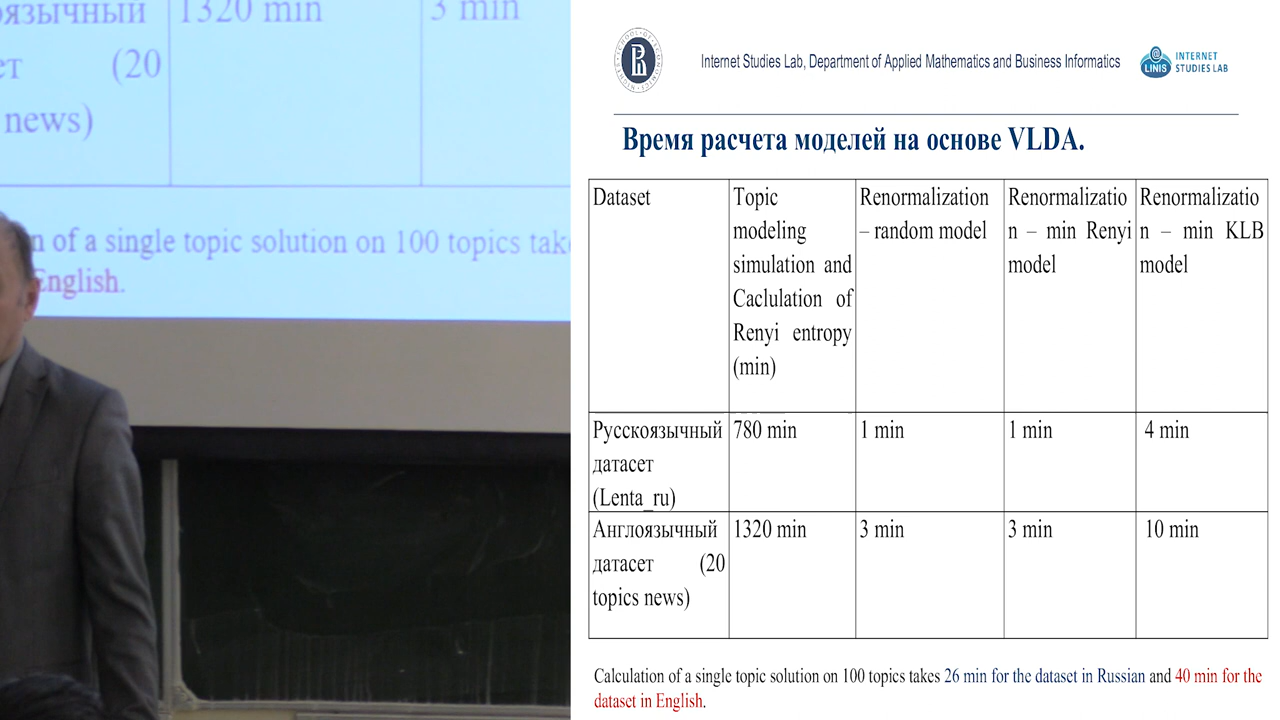 оязычный 1320 min 3 min
ет (20
news)
n of a single topic solution on 100 topics take
English.
Internet Studies Lab, Department of Applied Mathematics and Business Informatics
LINIS
INTERNET
STUDIES LAB
Время расчета моделей на основе VLDA.
Dataset
Topic
modeling
simulation and
Caclulation of
Renyi entropy
(min)
Renormalization
– random model
Renormalizatio
n – min Renyi
model
Renormalizatio
n – min KLB
model
Русскоязычный
датасет
(Lenta_ru)
780 min
1 min
1 min
4 min
Англоязычный
датасет (20
topics news)
1320 min
3 min
3 min
10 min
Calculation of a single topic solution on 100 topics takes 26 min for the dataset in Russian and 40 min for the
dataset in English.